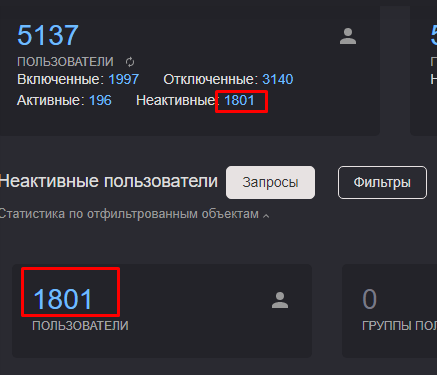 5137
ПОЛЬЗОВАТЕЛИ
Включенные: 1997 Отключенные: 3140
Активные: 196 Неактивные: 1801
Неактивные пользователи Запросы Фильтры
Статистика по отфильтрованным объектам
1801 0
ПОЛЬЗОВАТЕЛИ ГРУППЫ ПОЛ